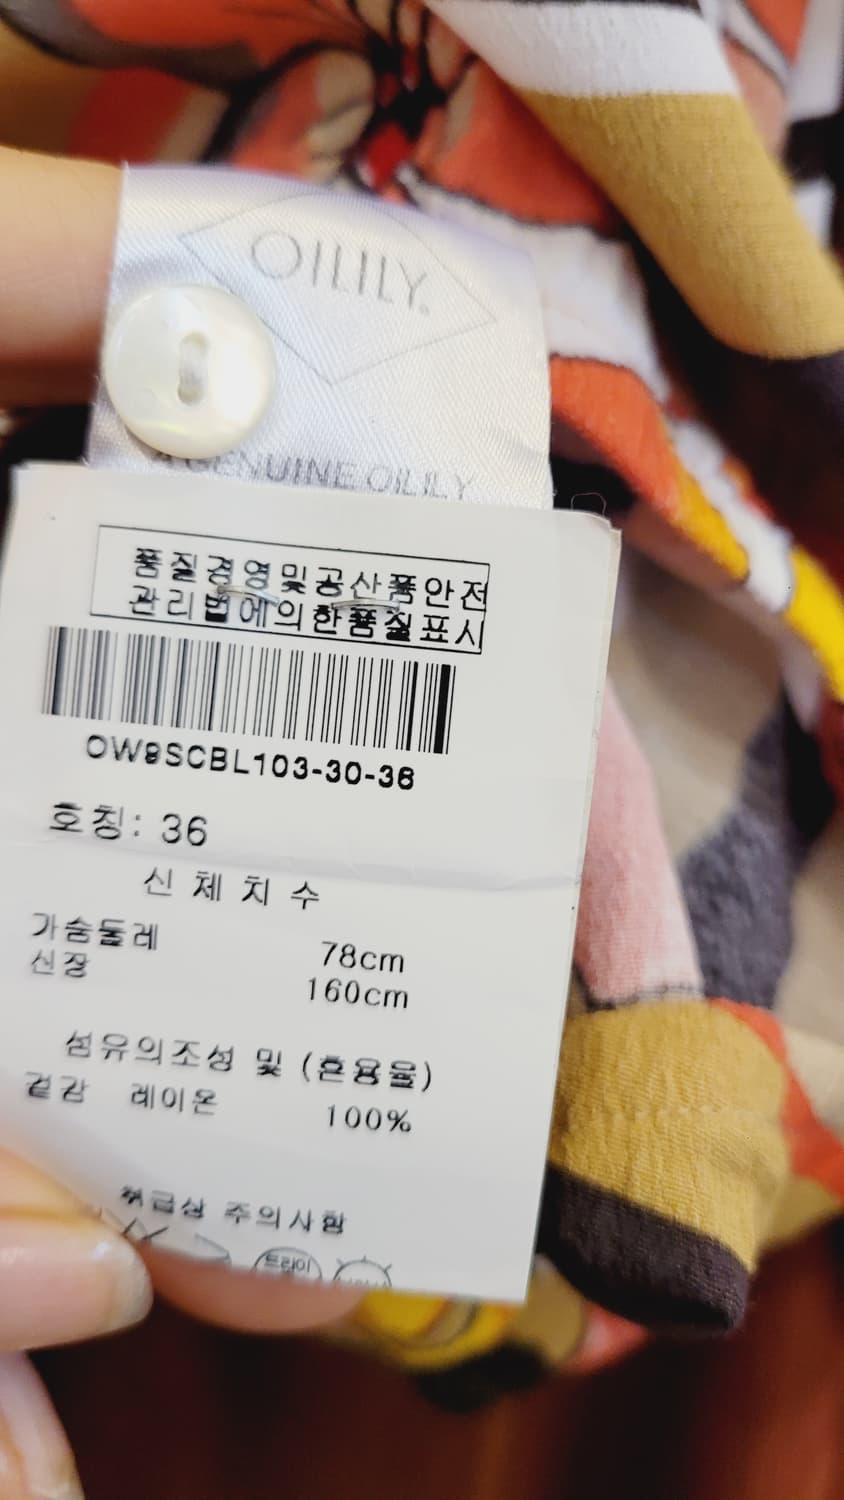 OILILY
A GENUINE OILILY
품질경영및공산품안전
관리법에의한품질표시
OW9SCBL103-30-36
호칭: 36
신체치수
가슴둘레 78cm
신장 160cm
섬유의조성 및 (혼용율)
겉감 레이온 100%
취급상 주의사항
드라이